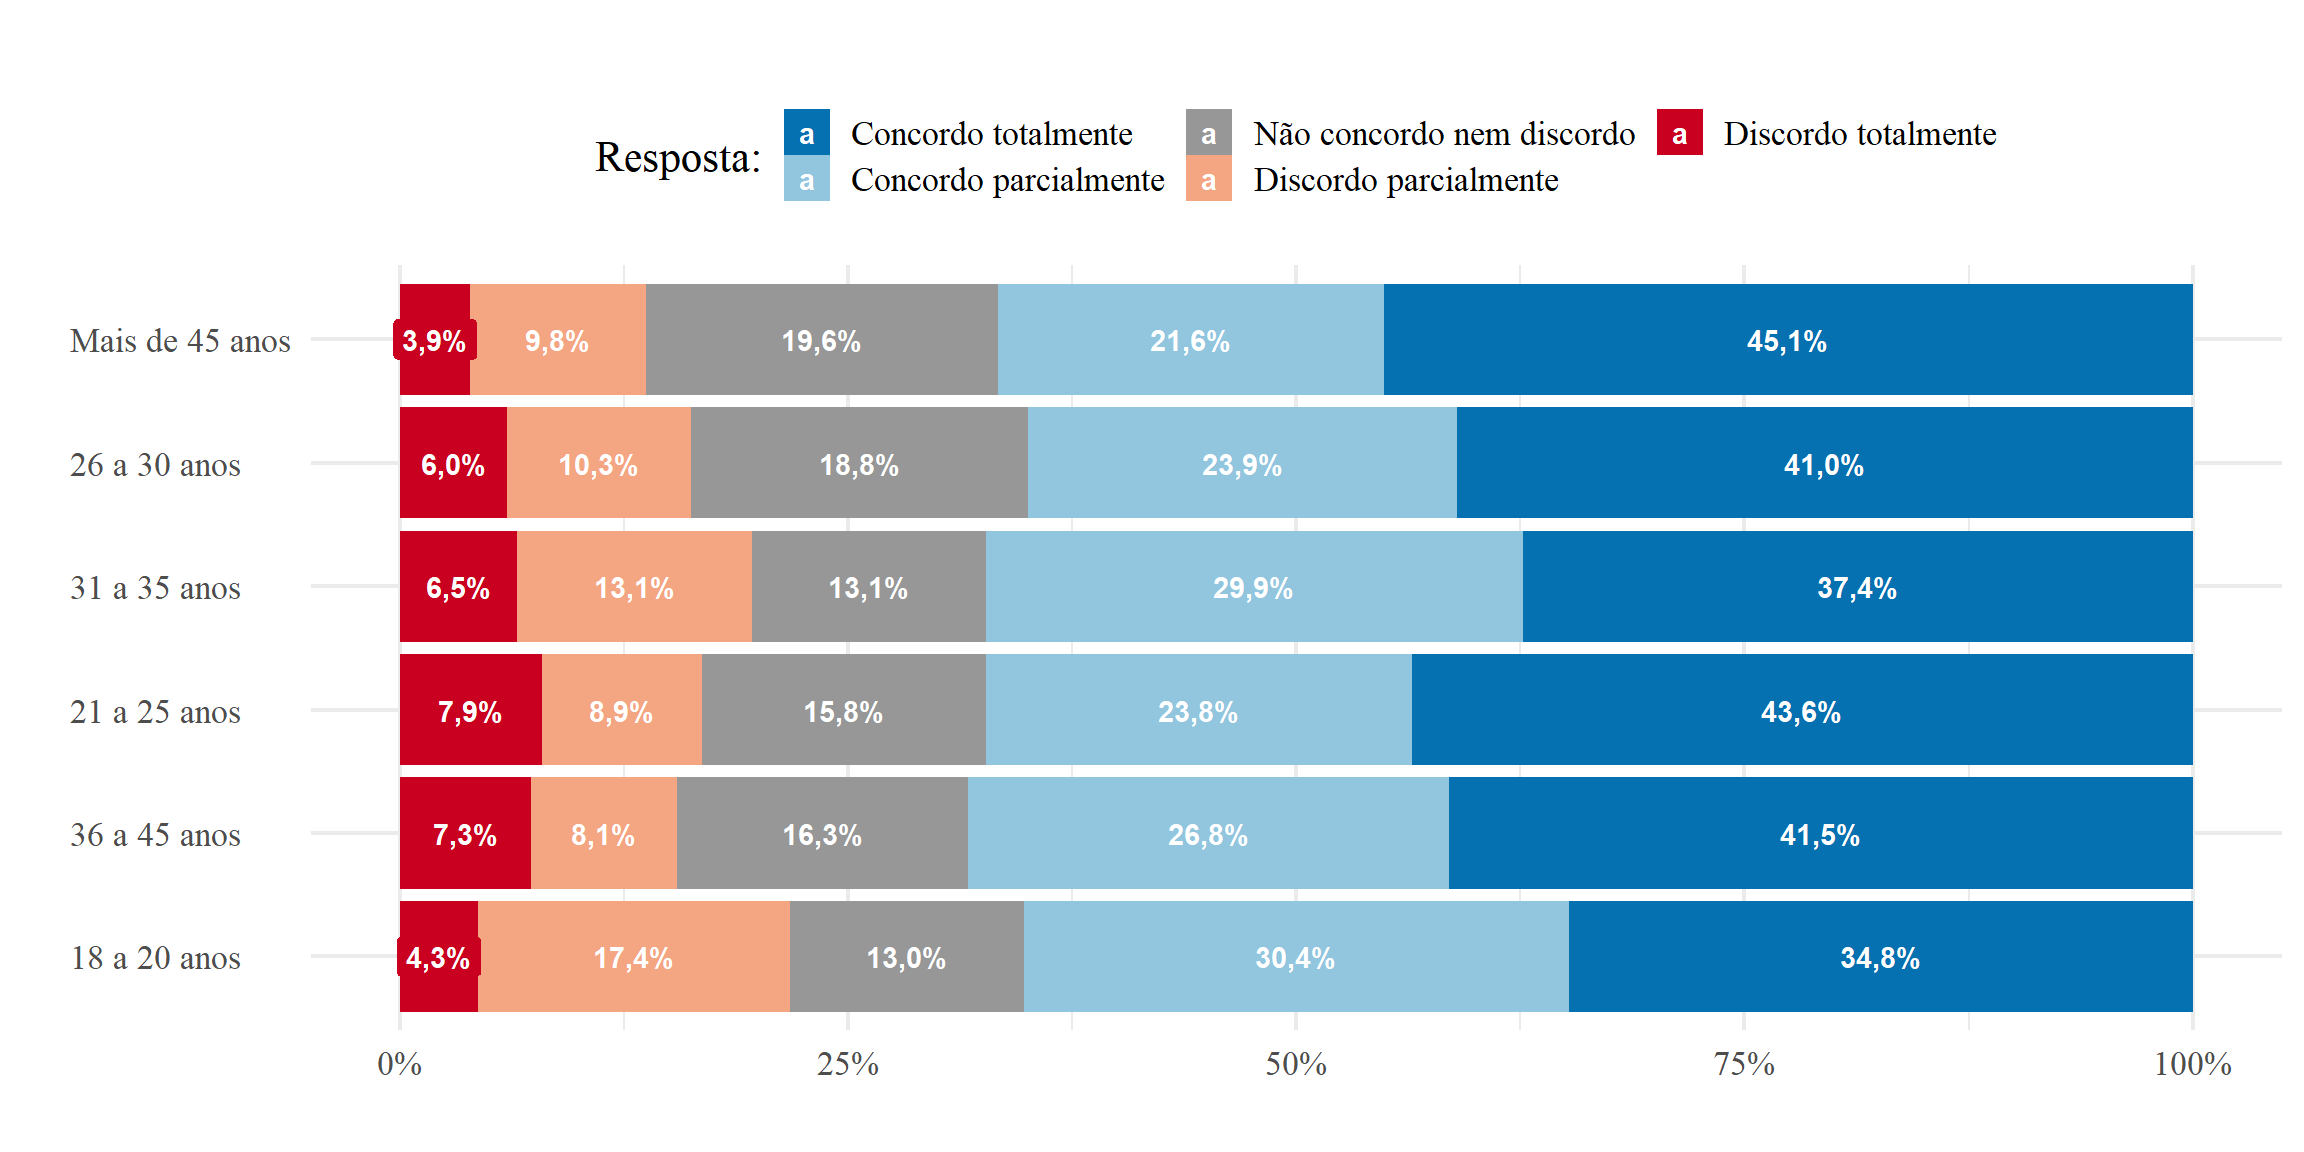 Resposta:
a Concordo totalmente
a Concordo parcialmente
a Não concordo nem discordo
a Discordo parcialmente
a Discordo totalmente
Mais de 45 anos 3,9% 9,8% 19,6% 21,6% 45,1%
26 a 30 anos 6,0% 10,3% 18,8% 23,9% 41,0%
31 a 35 anos 6,5% 13,1% 13,1% 29,9% 37,4%
21 a 25 anos 7,9% 8,9% 15,8% 23,8% 43,6%
36 a 45 anos 7,3% 8,1% 16,3% 26,8% 41,5%
18 a 20 anos 4,3% 17,4% 13,0% 30,4% 34,8%
0% 25% 50% 75% 100%